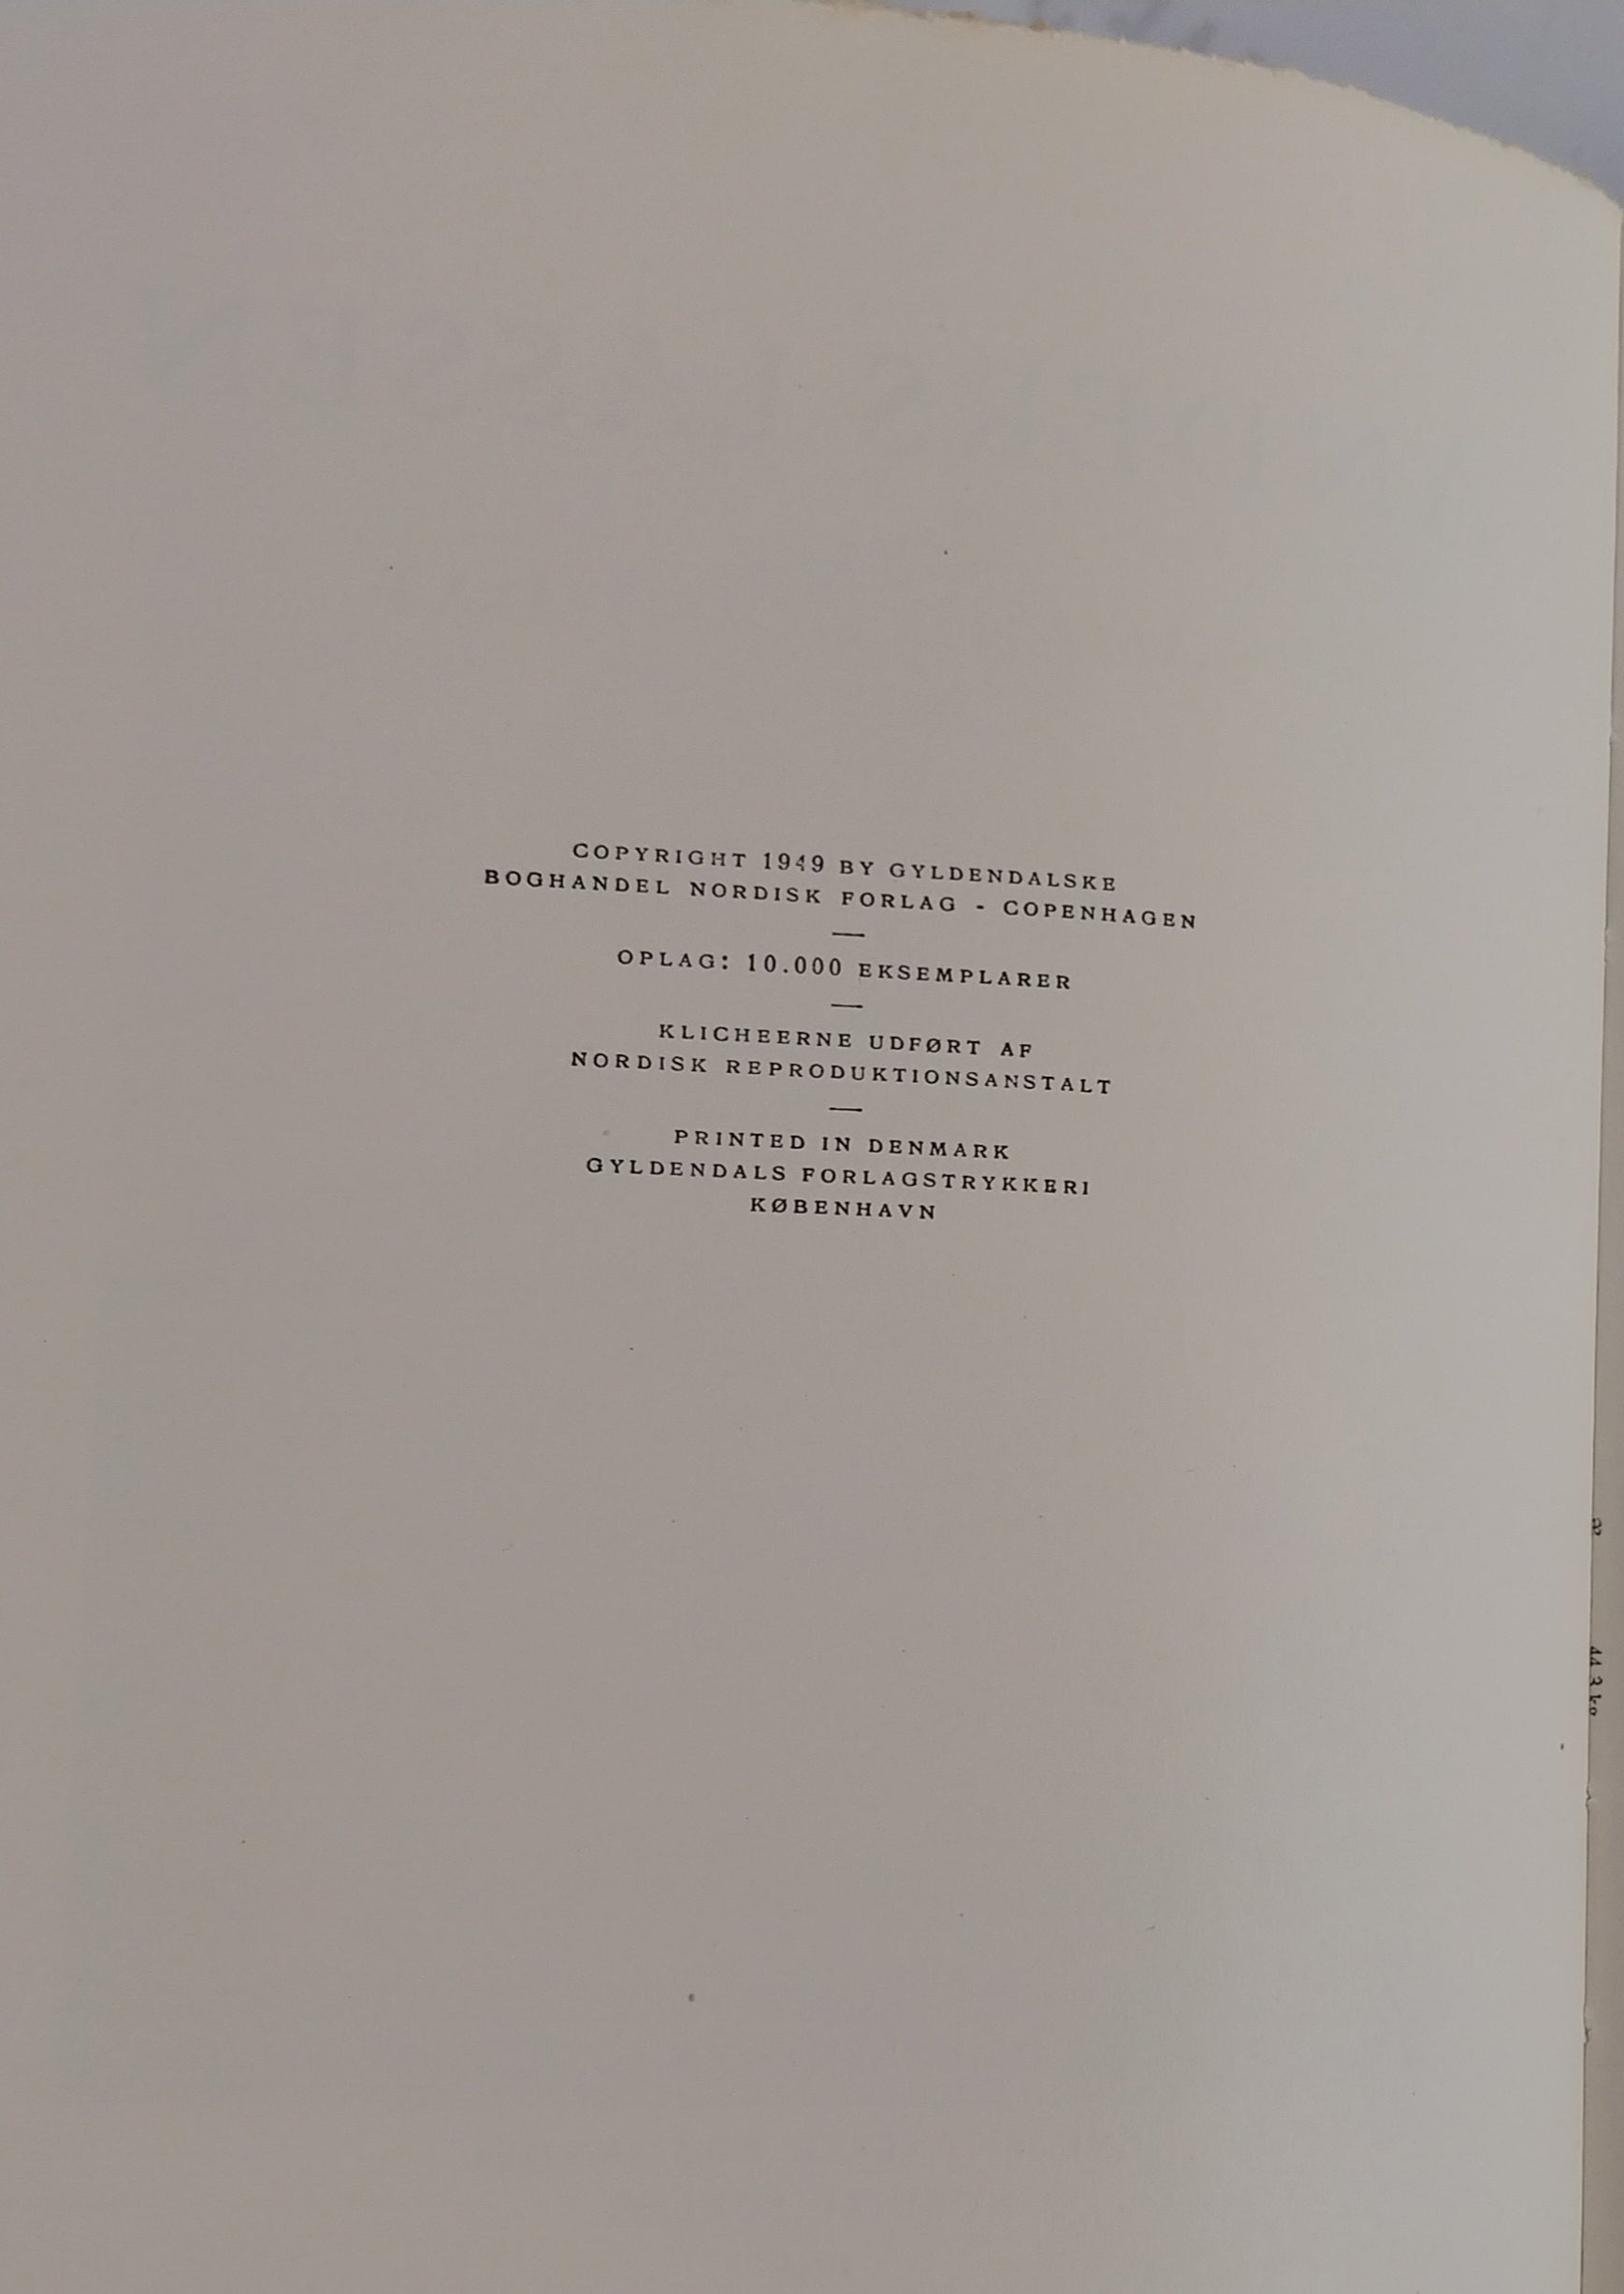 COPYRIGHT 1949 BY GYLDENDALSKE
BOGHANDEL NORDISK FORLAG - COPENHAGEN
—
OPLAG: 10.000 EKSEMPLARER
—
KLICHEERNE UDFØRT AF
NORDISK REPRODUKTIONSANSTALT
—
PRINTED IN DENMARK
GYLDENDALS FORLAGSTRYKKERI
KØBENHAVN